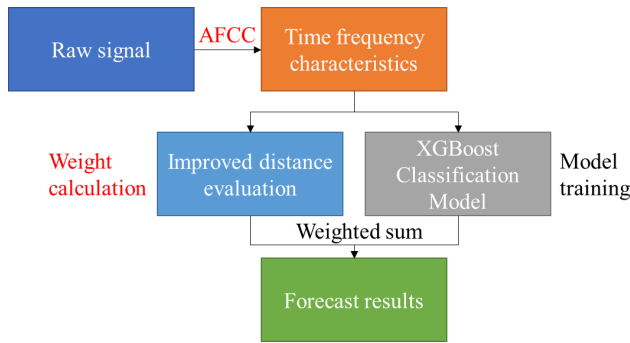 Raw signal
AFCC
Time frequency
characteristics
Weight
calculation
Improved distance
evaluation
XGBoost
Classification
Model
Model
training
Weighted sum
Forecast results